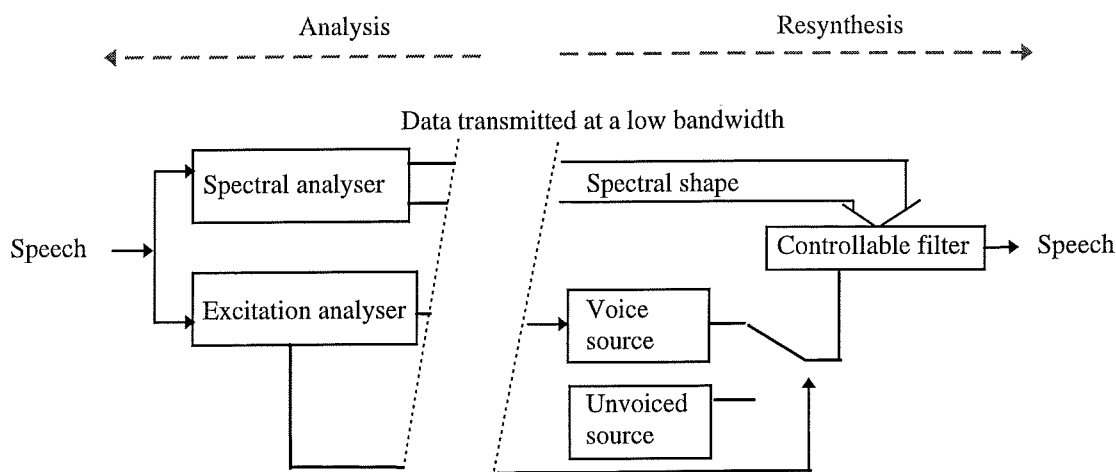 Analysis
Resynthesis
Data transmitted at a low bandwidth
Spectral analyser
Spectral shape
Speech
Controllable filter
Speech
Excitation analyser
Voice
source
Unvoiced
source